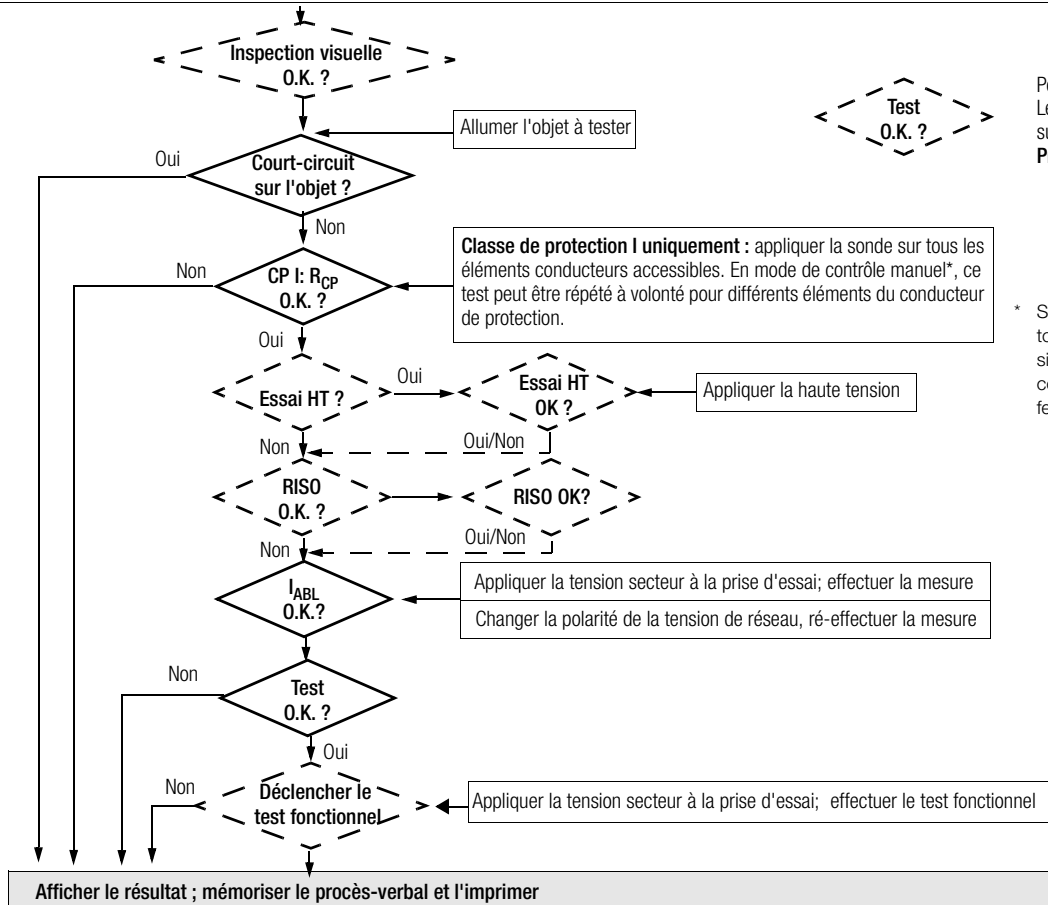 Inspection visuelle
O.K. ?
Test
O.K. ?
Allumer l'objet à tester
Oui
Court-circuit
sur l'objet ?
Non
Classe de protection I uniquement : appliquer la sonde sur tous les
éléments conducteurs accessibles. En mode de contrôle manuel*, ce
test peut être répété à volonté pour différents éléments du conducteur
de protection.
Non
CP I: RCP
O.K. ?
*
Oui
Essai HT ?
Oui
Essai HT
OK ?
Appliquer la haute tension
Non
Oui/Non
RISO
O.K. ?
RISO OK?
Non
Oui/Non
IABL
O.K.?
Appliquer la tension secteur à la prise d'essai; effectuer la mesure
Changer la polarité de la tension de réseau, ré-effectuer la mesure
Non
Test
O.K. ?
Oui
Non
Déclencher le
test fonctionnel
Appliquer la tension secteur à la prise d'essai; effectuer le test fonctionnel
Afficher le résultat ; mémoriser le procès-verbal et l'imprimer